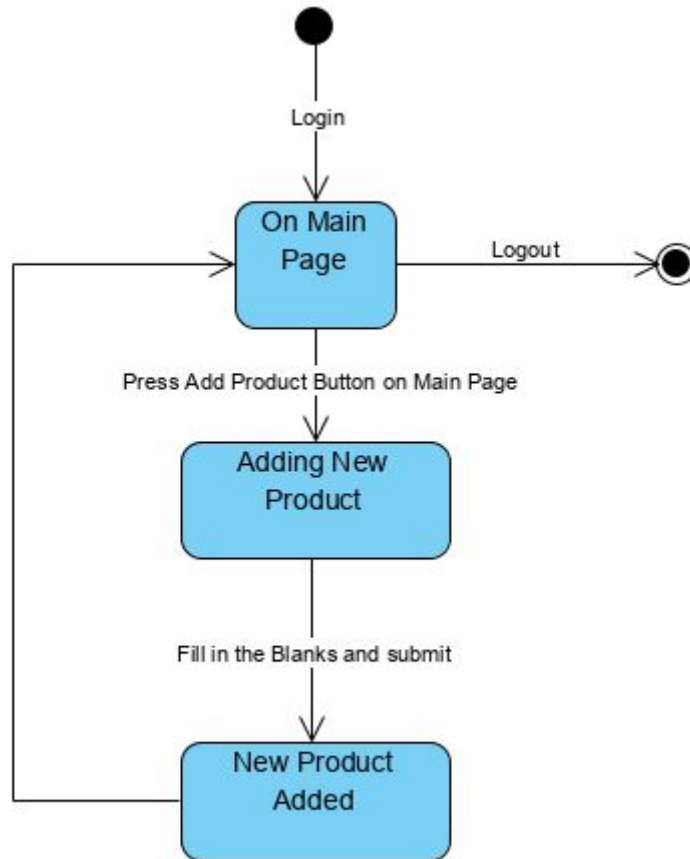 Login
On Main
Page
Logout
Press Add Product Button on Main Page
Adding New
Product
Fill in the Blanks and submit
New Product
Added